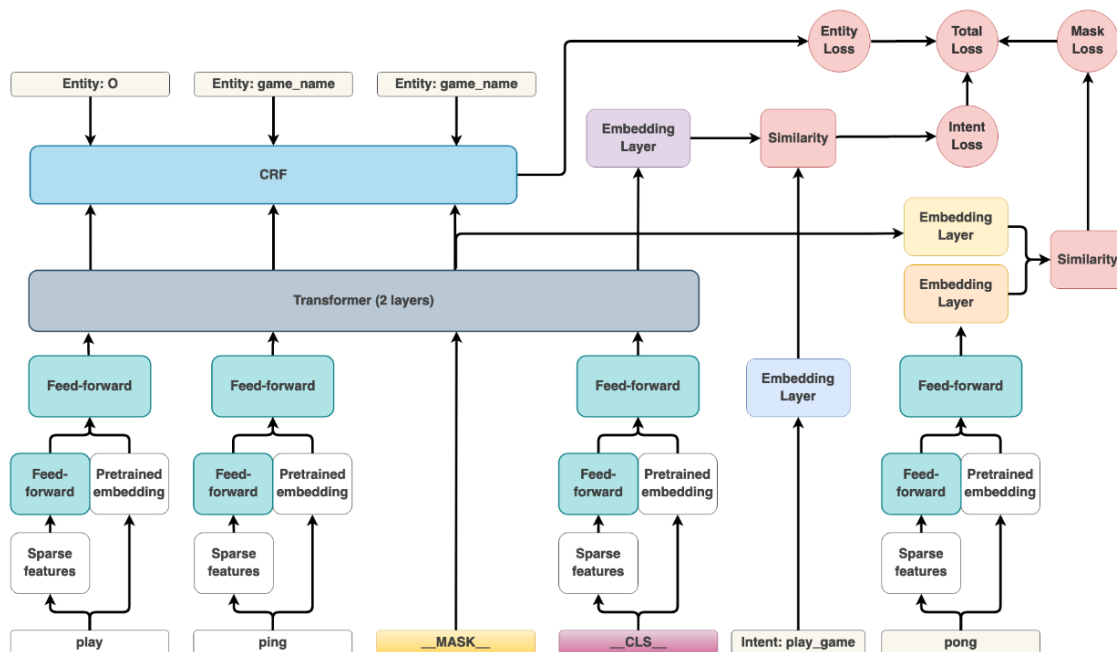 Entity
Loss
Total
Loss
Mask
Loss
Entity: O
Entity: game_name
Entity: game_name
Embedding
Layer
Similarity
Intent
Loss
CRF
Embedding
Layer
Similarity
Embedding
Layer
Transformer (2 layers)
Feed-forward
Feed-forward
Feed-forward
Embedding
Layer
Feed-forward
Feed-
forward
Pretrained
embedding
Feed-
forward
Pretrained
embedding
Feed-
forward
Pretrained
embedding
Feed-
forward
Pretrained
embedding
Sparse
features
Sparse
features
Sparse
features
Sparse
features
play
ping
__MASK__
__CLS__
Intent: play_game
pong